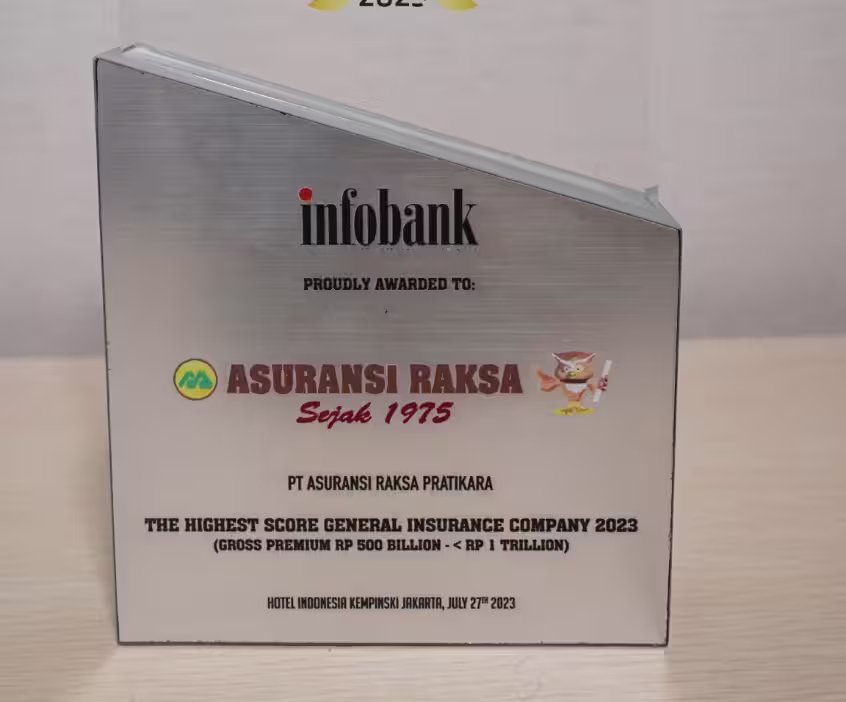 2023
infobank
PROUDLY AWARDED TO:
ASURANSI RAKSA
Sejak 1975
PT ASURANSI RAKSA PRATIKARA
THE HIGHEST SCORE GENERAL INSURANCE COMPANY 2023
(GROSS PREMIUM RP 500 BILLION - < RP 1 TRILLION)
HOTEL INDONESIA KEMPINSKI JAKARTA, JULY 27TH 2023